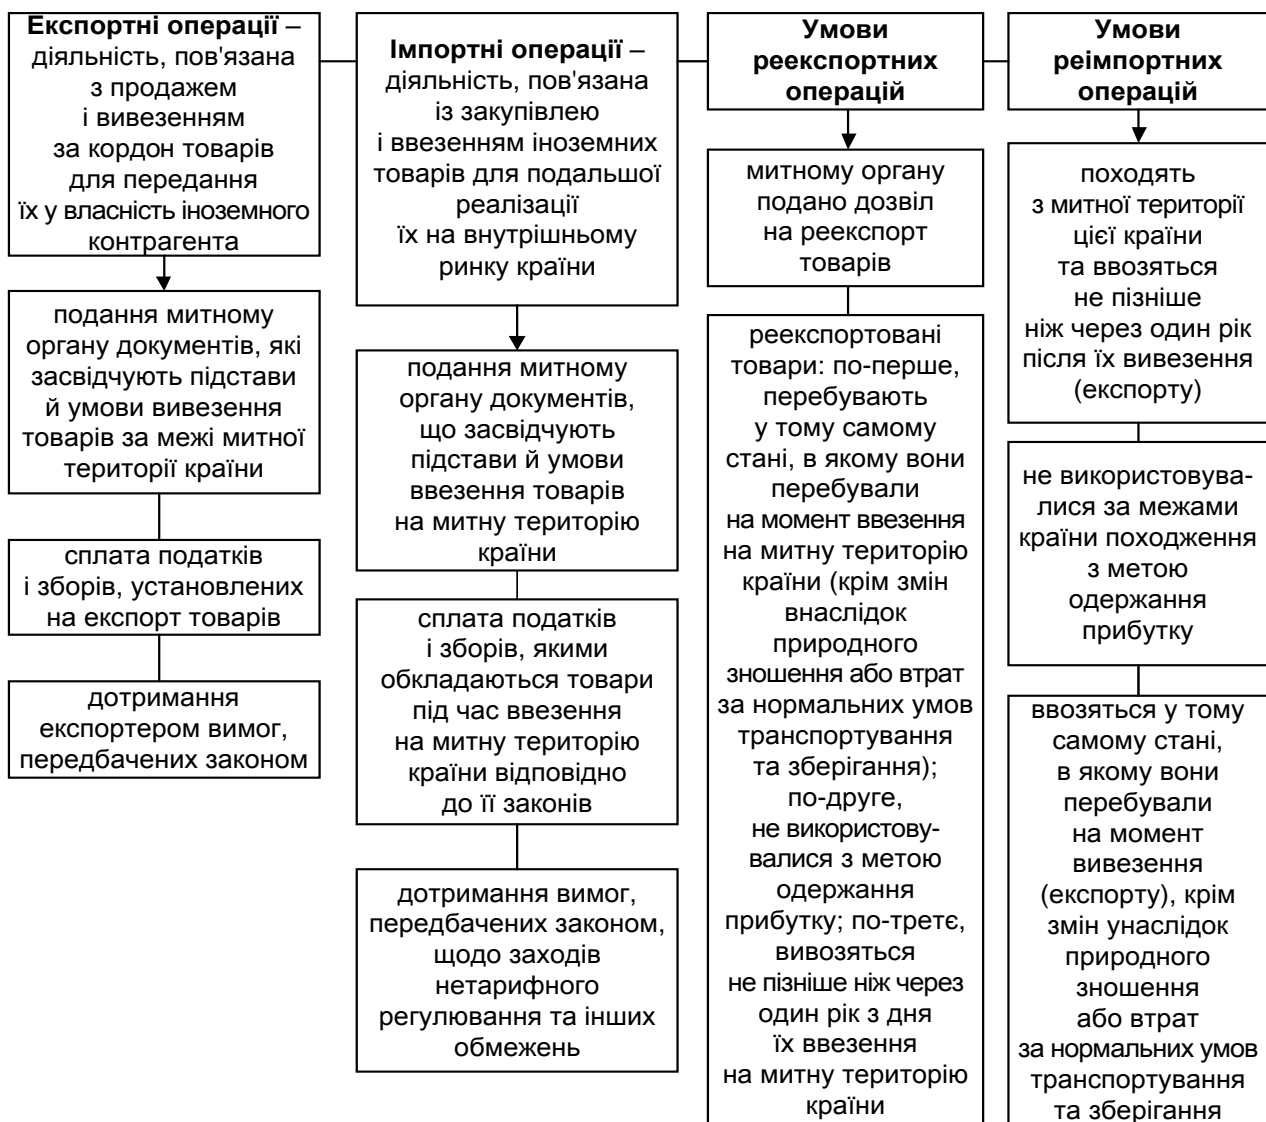 Експортні операції –
діяльність, пов'язана
з продажем
і вивезенням
за кордон товарів
для передання
їх у власність іноземного
контрагента
подання митному
органу документів, які
засвідчують підстави
й умови вивезення
товарів за межі митної
території країни
сплата податків
і зборів, установлених
на експорт товарів
дотримання
експортером вимог,
передбачених законом
Імпортні операції –
діяльність, пов'язана
із закупівлею
і ввезенням іноземних
товарів для подальшої
реалізації
їх на внутрішньому
ринку країни
подання митному
органу документів,
що засвідчують
підстави й умови
ввезення товарів
на митну територію
країни
сплата податків
і зборів, якими
обкладаються товари
під час ввезення
на митну територію
країни відповідно
до її законів
дотримання вимог,
передбачених законом,
щодо заходів
нетарифного
регулювання та інших
обмежень
Умови
реекспортних
операцій
митному органу
подано дозвіл
на реекспорт
товарів
реекспортовані
товари: по-перше,
перебувають
у тому самому
стані, в якому вони
перебували
на момент ввезення
на митну територію
країни (крім змін
внаслідок
природного
зношення або втрат
за нормальних умов
транспортування
та зберігання);
по-друге,
не використову-
валися з метою
одержання
прибутку; по-третє,
вивозяться
не пізніше ніж через
один рік з дня
їх ввезення
на митну територію
країни
Умови
реімпортних
операцій
походять
з митної території
цієї країни
та ввозяться
не пізніше
ніж через один рік
після їх вивезення
(експорту)
не використовува-
лися за межами
країни походження
з метою
одержання
прибутку
ввозяться у тому
самому стані,
в якому вони
перебували
на момент
вивезення
(експорту), крім
змін унаслідок
природного
зношення
або втрат
за нормальних умов
транспортування
та зберігання